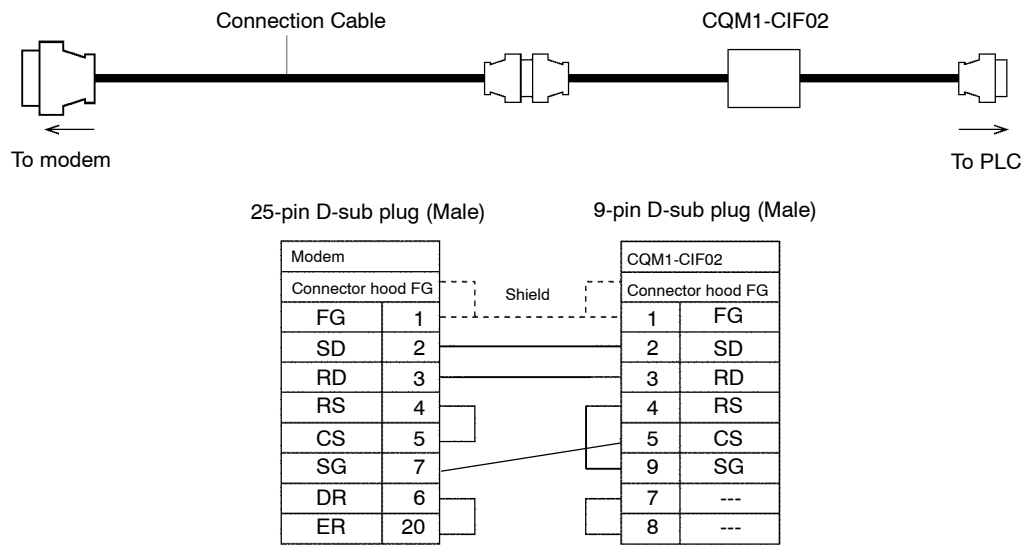 Connection Cable CQM1-CIF02
To modem To PLC
25-pin D-sub plug (Male) 9-pin D-sub plug (Male)
Modem CQM1-CIF02
Connector hood FG Shield Connector hood FG
FG 1 1 FG
SD 2 2 SD
RD 3 3 RD
RS 4 4 RS
CS 5 5 CS
SG 7 9 SG
DR 6 7 ---
ER 20 8 ---